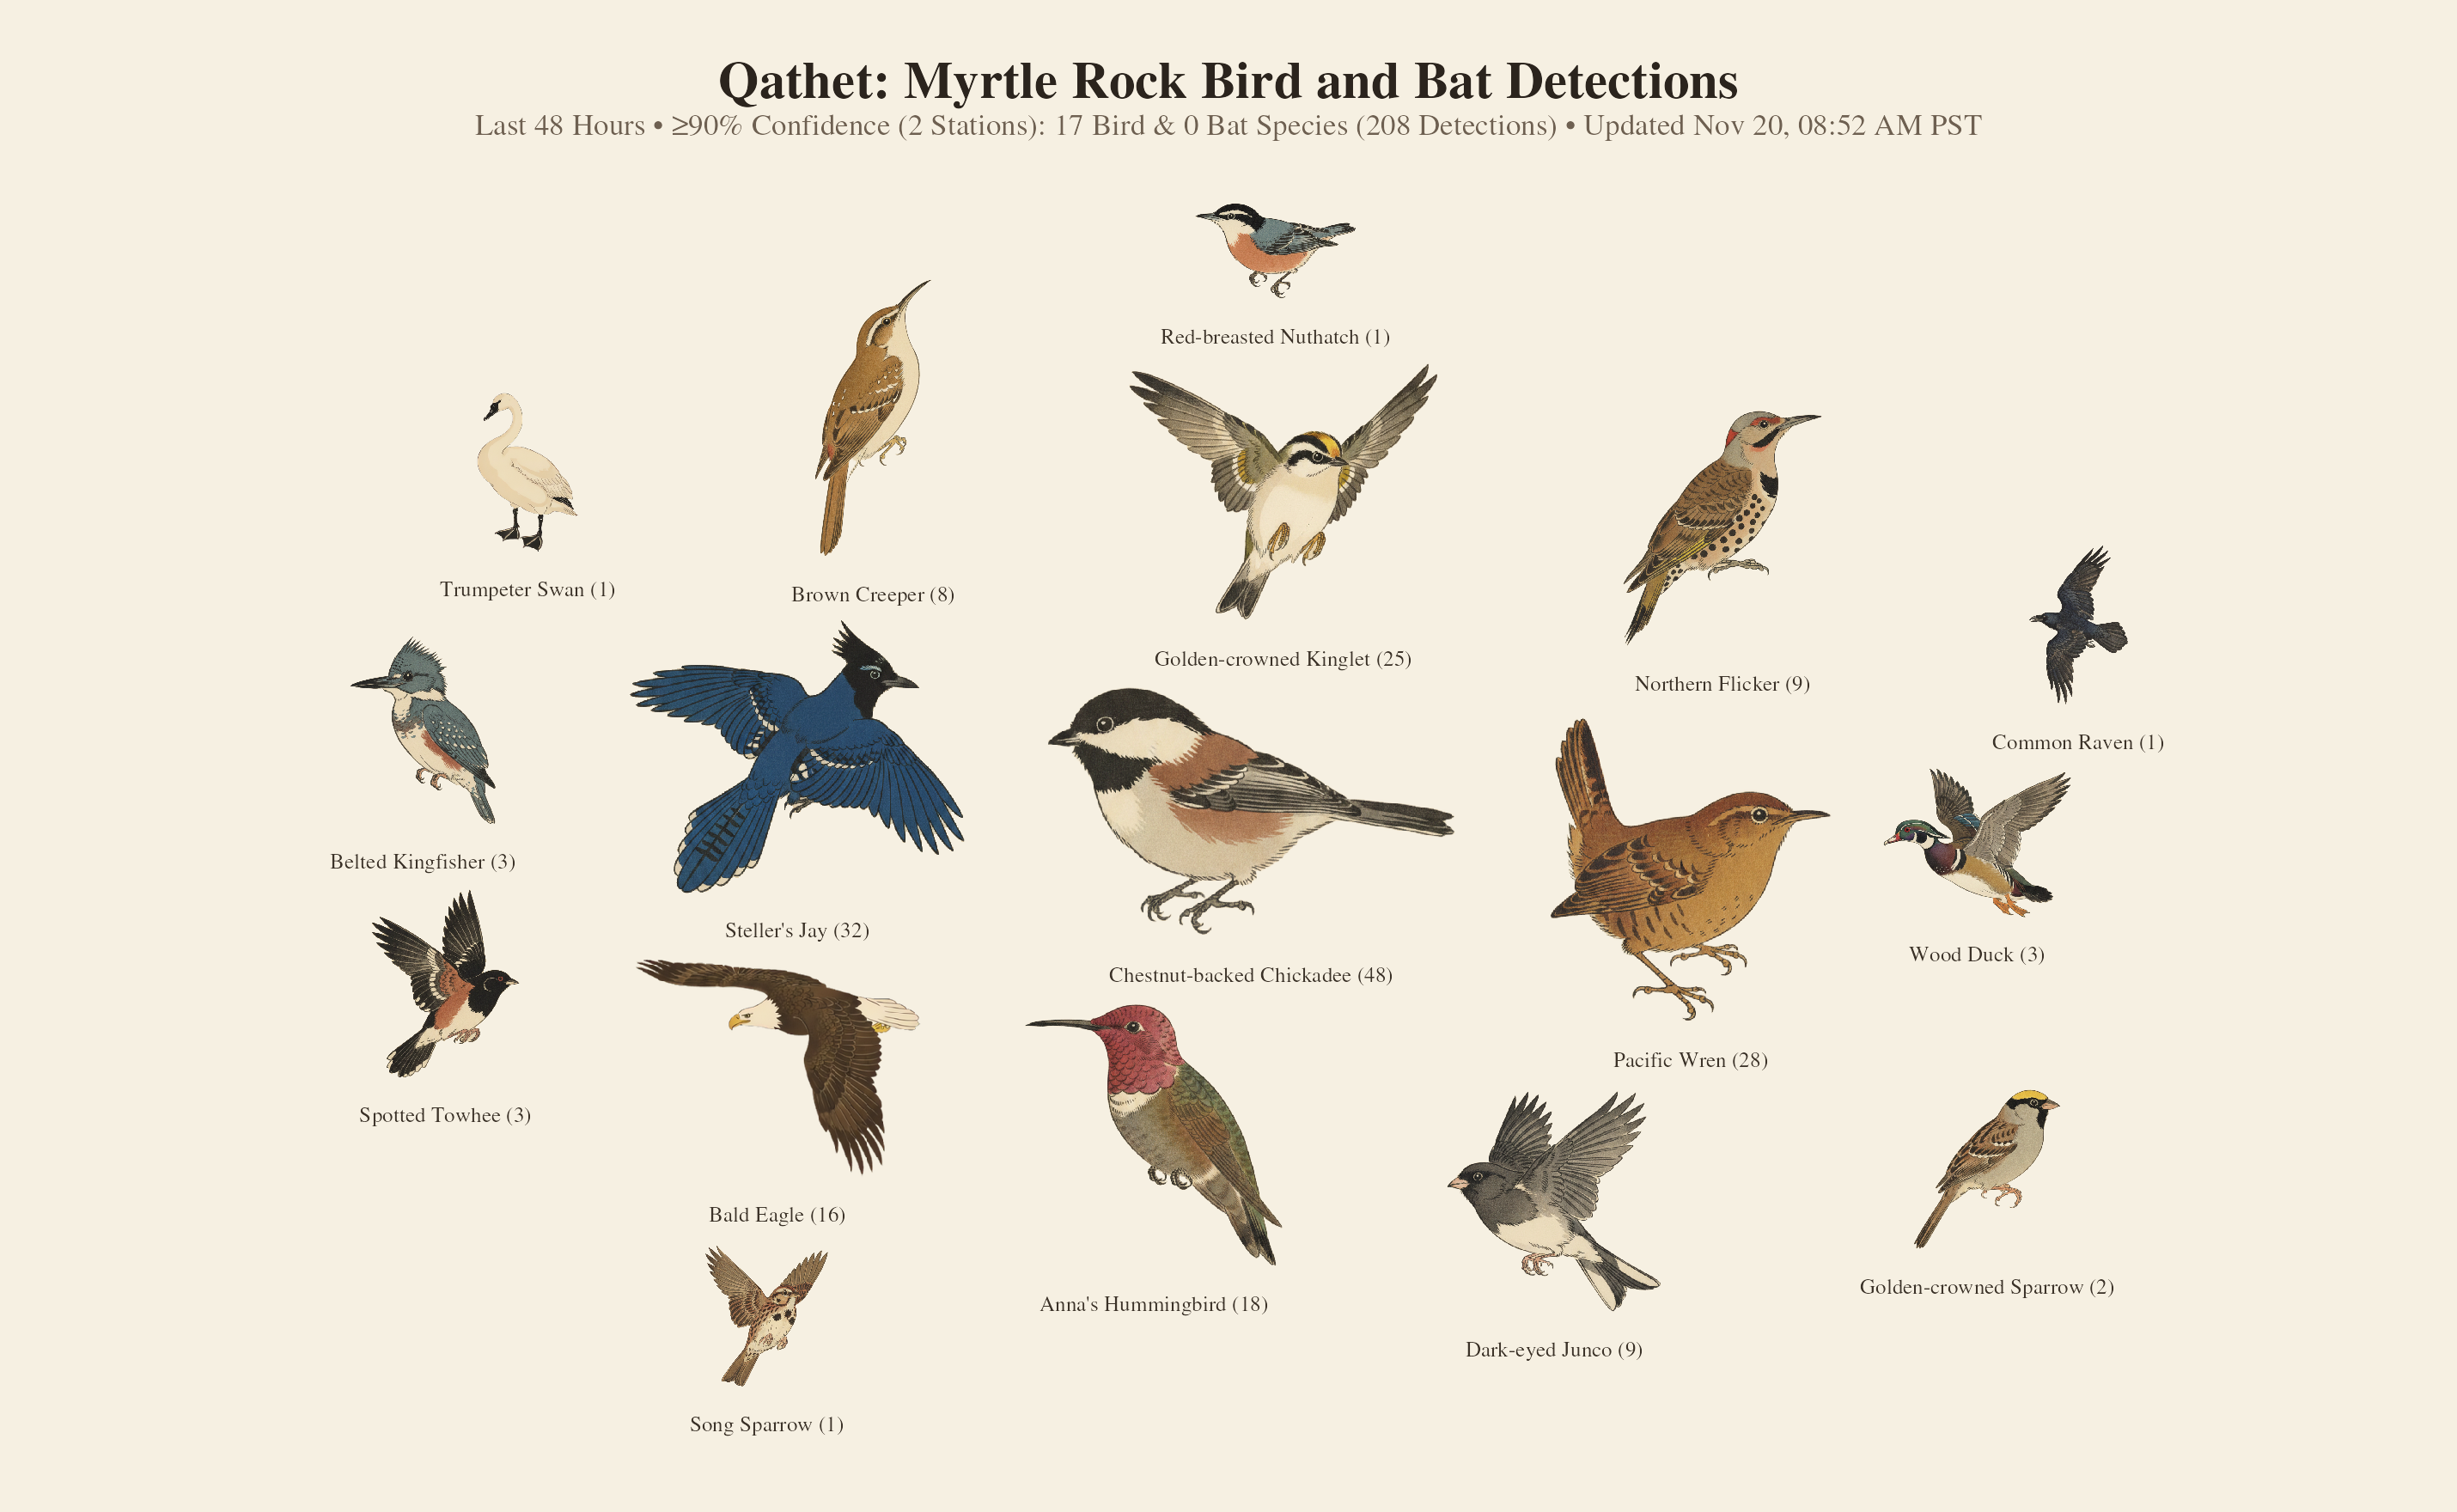 Qathet: Myrtle Rock Bird and Bat Detections
Last 48 Hours • ≥90% Confidence (2 Stations): 17 Bird & 0 Bat Species (208 Detections) • Updated Nov 20, 08:52 AM PST
Red-breasted Nuthatch (1)
Trumpeter Swan (1)
Brown Creeper (8)
Golden-crowned Kinglet (25)
Northern Flicker (9)
Common Raven (1)
Belted Kingfisher (3)
Steller's Jay (32)
Chestnut-backed Chickadee (48)
Wood Duck (3)
Pacific Wren (28)
Spotted Towhee (3)
Bald Eagle (16)
Anna's Hummingbird (18)
Golden-crowned Sparrow (2)
Dark-eyed Junco (9)
Song Sparrow (1)